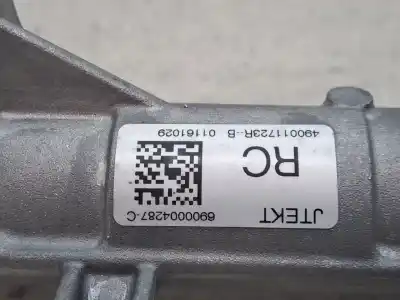 JTEKT
6900004287-C
RC
490011723R--B 01161029